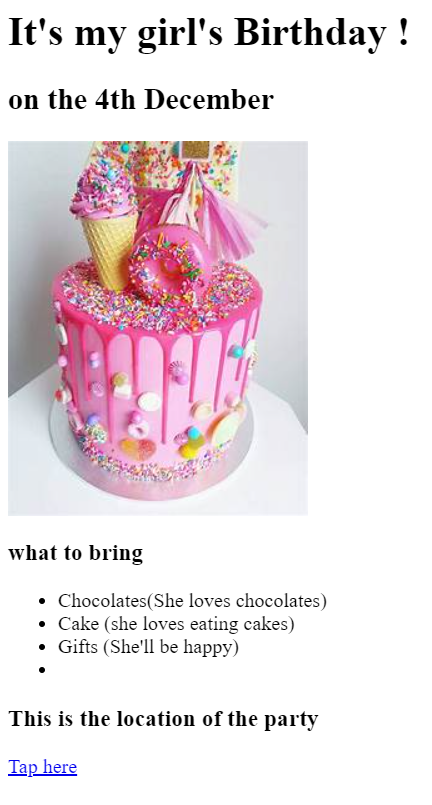 It's my girl's Birthday !
on the 4th December
what to bring
Chocolates(She loves chocolates)
Cake (she loves eating cakes)
Gifts (She'll be happy)
This is the location of the party
Tap here